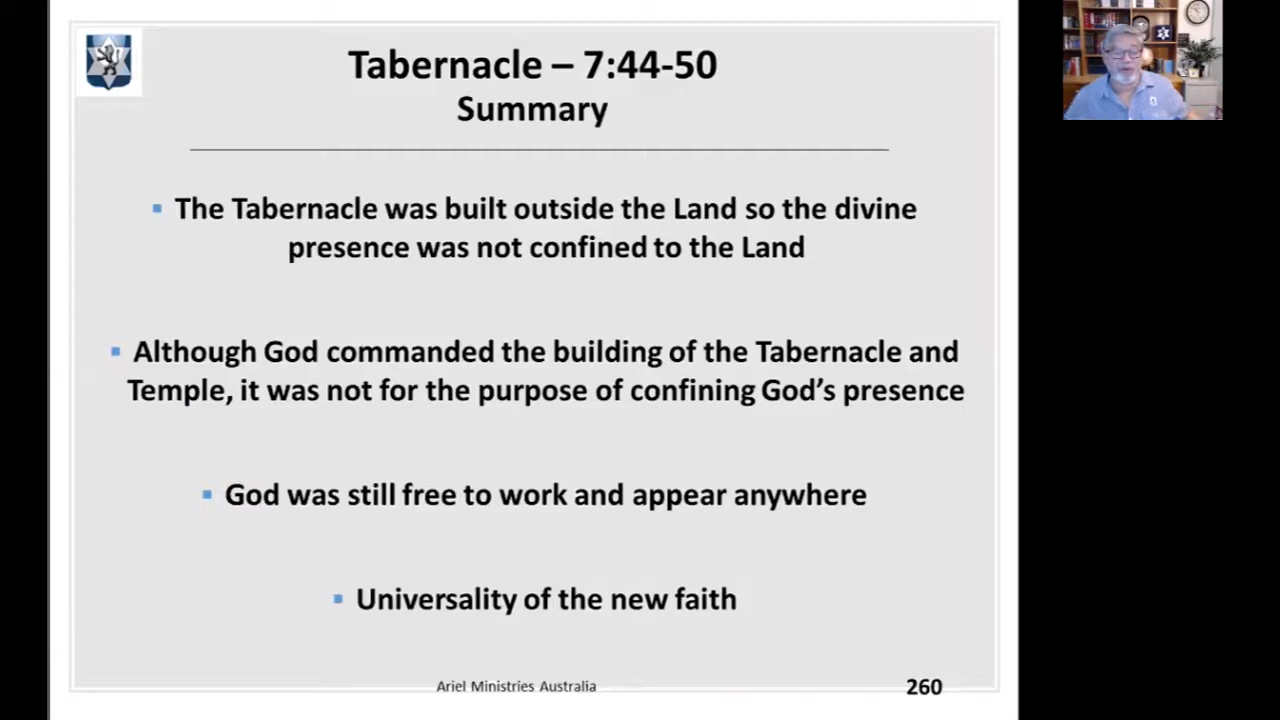 Tabernacle – 7:44-50
Summary
▪ The Tabernacle was built outside the Land so the divine
presence was not confined to the Land
▪ Although God commanded the building of the Tabernacle and
Temple, it was not for the purpose of confining God’s presence
▪ God was still free to work and appear anywhere
▪ Universality of the new faith
Ariel Ministries Australia
260